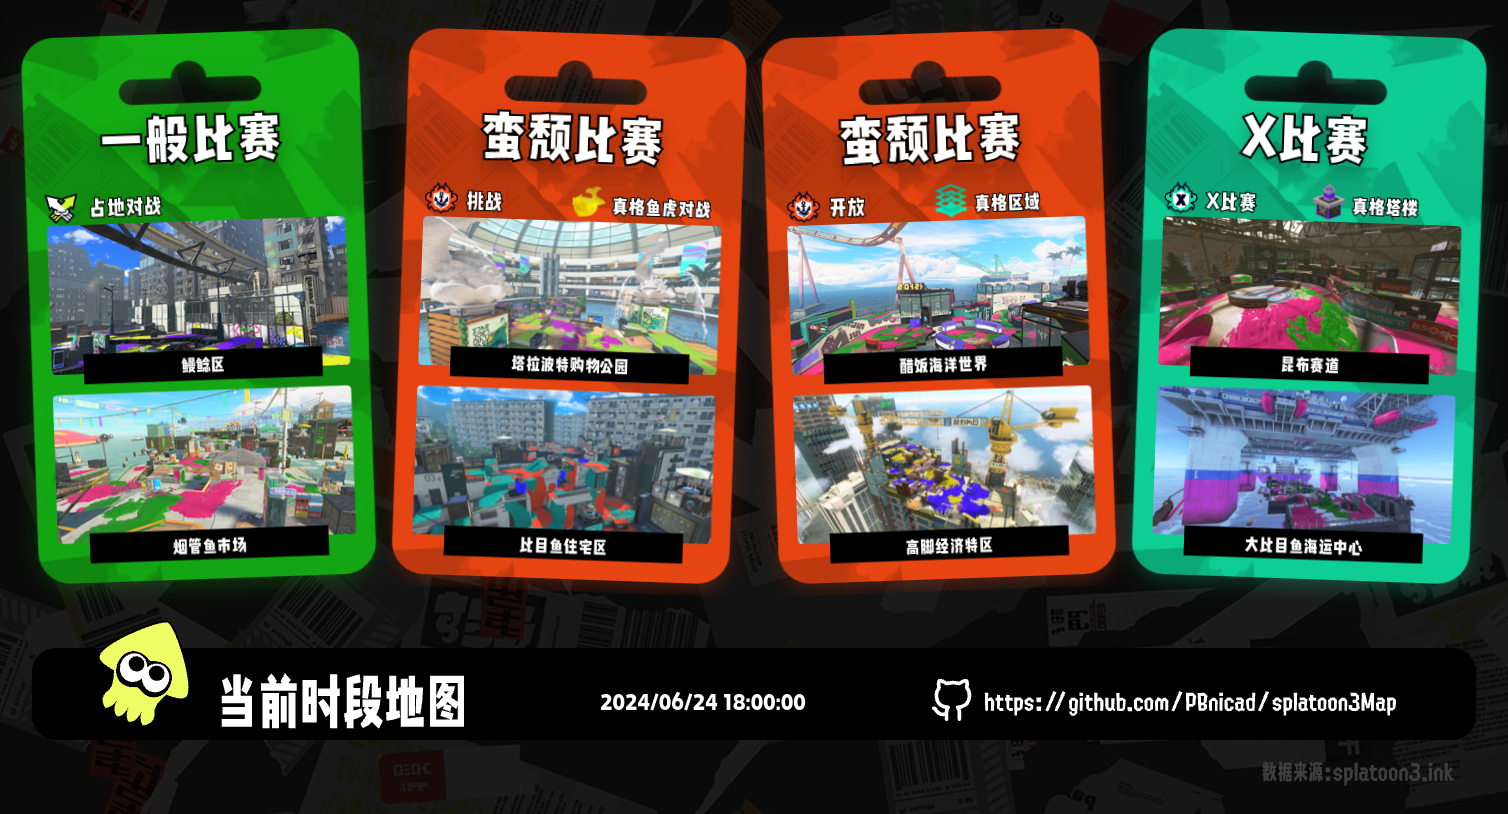 一般比赛
占地对战
鳗鲶区
烟管鱼市场
蛮颓比赛
挑战
真格鱼虎对战
塔拉波特购物公园
比目鱼住宅区
蛮颓比赛
开放
真格区域
醋饭海洋世界
高脚经济特区
X比赛
X比赛
真格塔楼
昆布赛道
大比目鱼海运中心
当前时段地图
2024/06/24 18:00:00
https://github.com/PBnicad/splatoon3Map
数据来源:splatoon3.ink